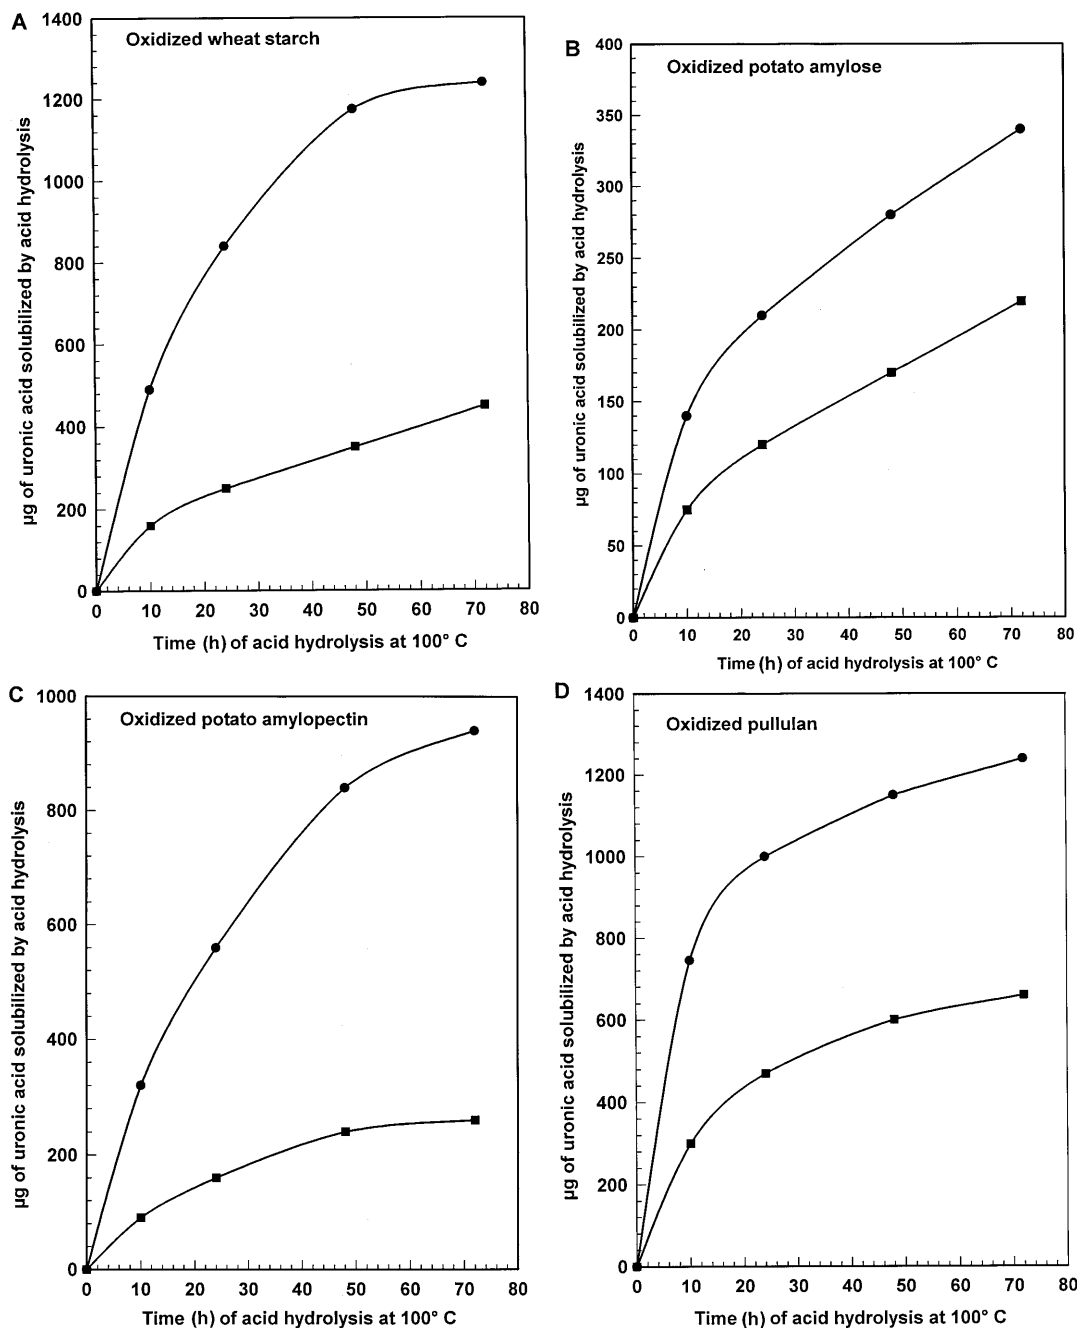 A
Oxidized wheat starch
1400
1200
1000
800
600
400
200
0
µg of uronic acid solubilized by acid hydrolysis
0 10 20 30 40 50 60 70 80
Time (h) of acid hydrolysis at 100° C
B
Oxidized potato amylose
400
350
300
250
200
150
100
50
0
µg of uronic acid solubilized by acid hydrolysis
0 10 20 30 40 50 60 70 80
Time (h) of acid hydrolysis at 100° C
C
Oxidized potato amylopectin
1000
800
600
400
200
0
µg of uronic acid solubilized by acid hydrolysis
0 10 20 30 40 50 60 70 80
Time (h) of acid hydrolysis at 100° C
D
Oxidized pullulan
1400
1200
1000
800
600
400
200
0
µg of uronic acid solubilized by acid hydrolysis
0 10 20 30 40 50 60 70 80
Time (h) of acid hydrolysis at 100° C